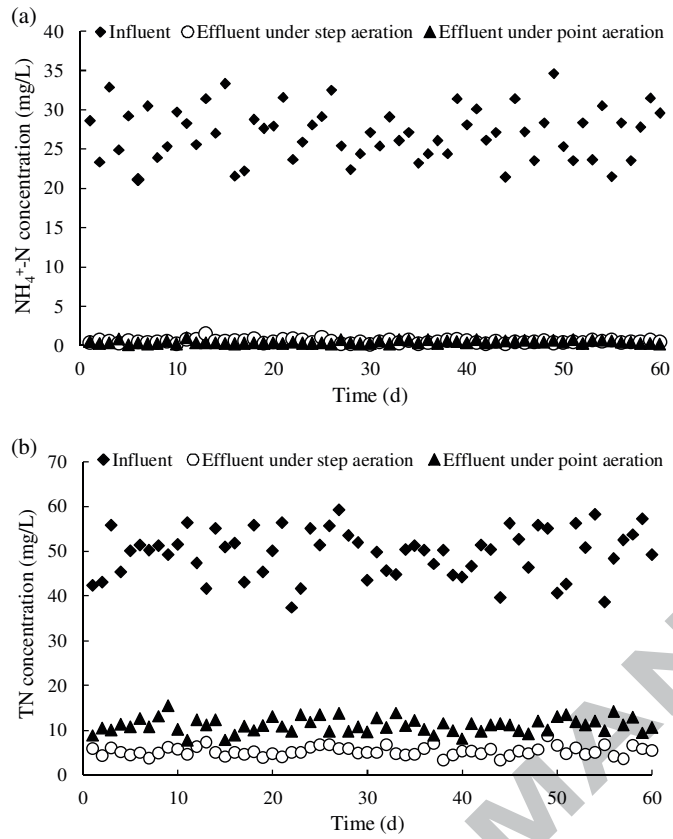 (a)
◆ Influent ○ Effluent under step aeration ▲ Effluent under point aeration
40
35
30
25
20
15
10
5
0
NH₄⁺-N concentration (mg/L)
0 10 20 30 40 50 60
Time (d)
(b)
◆ Influent ○ Effluent under step aeration ▲ Effluent under point aeration
70
60
50
40
30
20
10
0
TN concentration (mg/L)
0 10 20 30 40 50 60
Time (d)
MAN